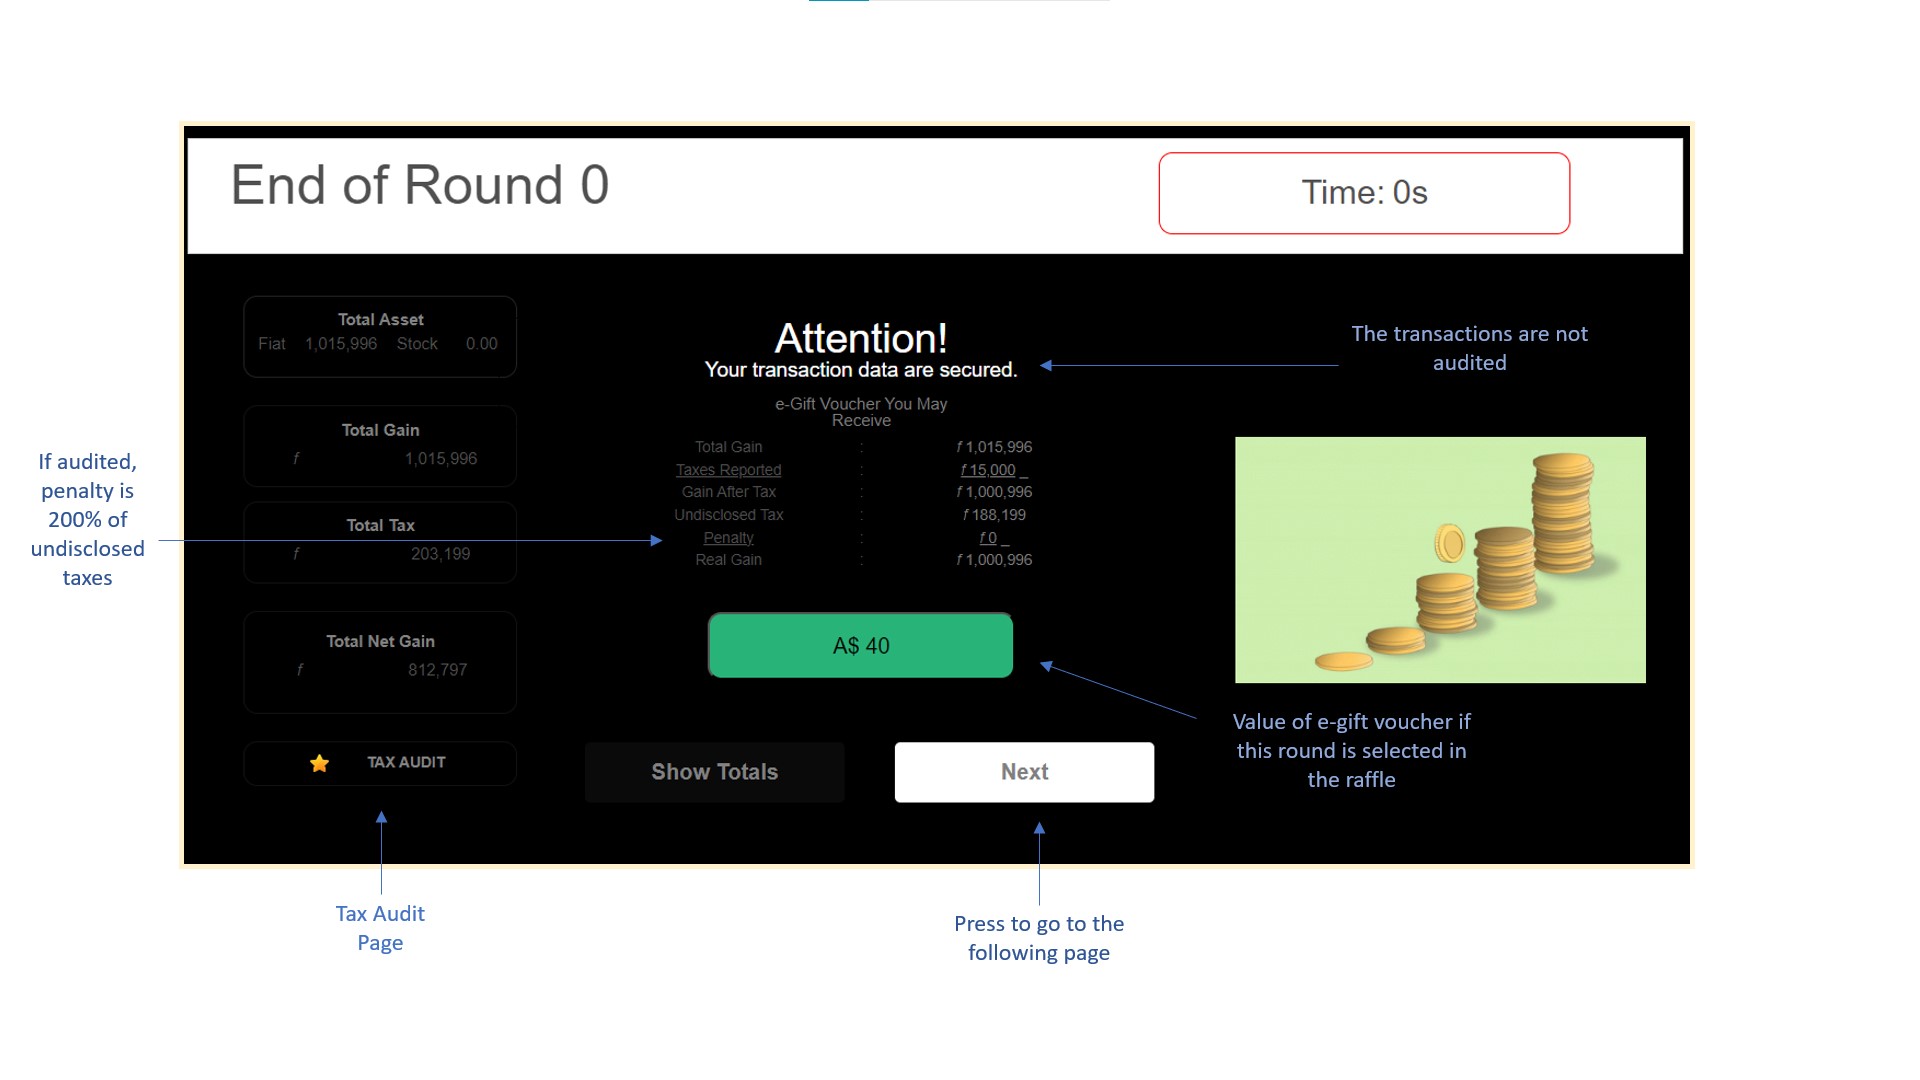 End of Round 0
Time: 0s
Total Asset
Fiat 1,015,996 Stock 0.00
Total Gain
f 1,015,996
Total Tax
f 203,199
Total Net Gain
f 812,797
TAX AUDIT
Attention!
Your transaction data are secured.
e-Gift Voucher You May
Receive
Total Gain : f 1,015,996
Taxes Reported : f 15,000 _
Gain After Tax : f 1,000,996
Undisclosed Tax : f 188,199
Penalty : f 0 _
Real Gain : f 1,000,996
A$ 40
Show Totals
Next
The transactions are not
audited
If audited,
penalty is
200% of
undisclosed
taxes
Value of e-gift voucher if
this round is selected in
the raffle
Tax Audit
Page
Press to go to the
following page